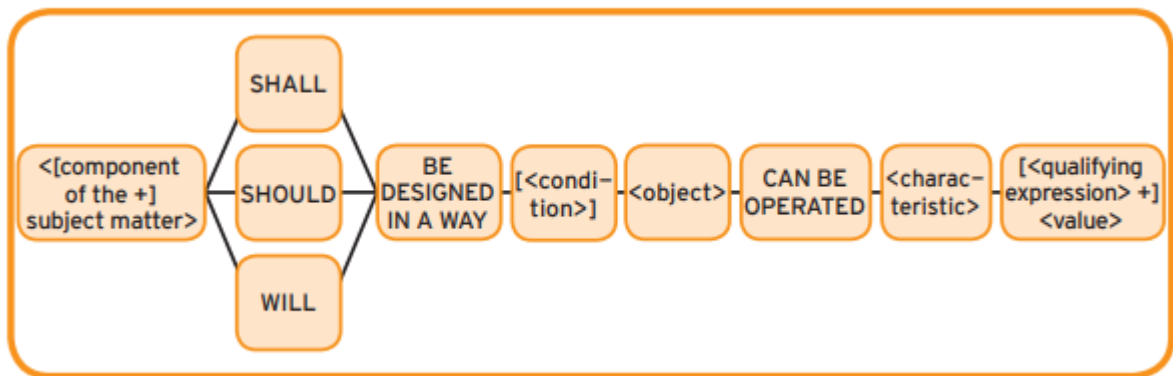 <[component
of the +]
subject matter>
SHALL
SHOULD
WILL
BE
DESIGNED
IN A WAY
[<condi-
tion>]
<object>
CAN BE
OPERATED
<charac-
teristic>
[<qualifying
expression> +]
<value>